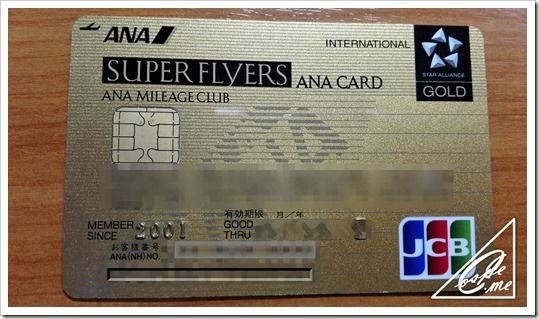 ANA
INTERNATIONAL
SUPER FLYERS ANA CARD
ANA MILEAGE CLUB
STAR ALLIANCE
GOLD
有効期限 月/年
MEMBER SINCE 2001
GOOD THRU
お客様番号
ANA(NH)NO.
JCB